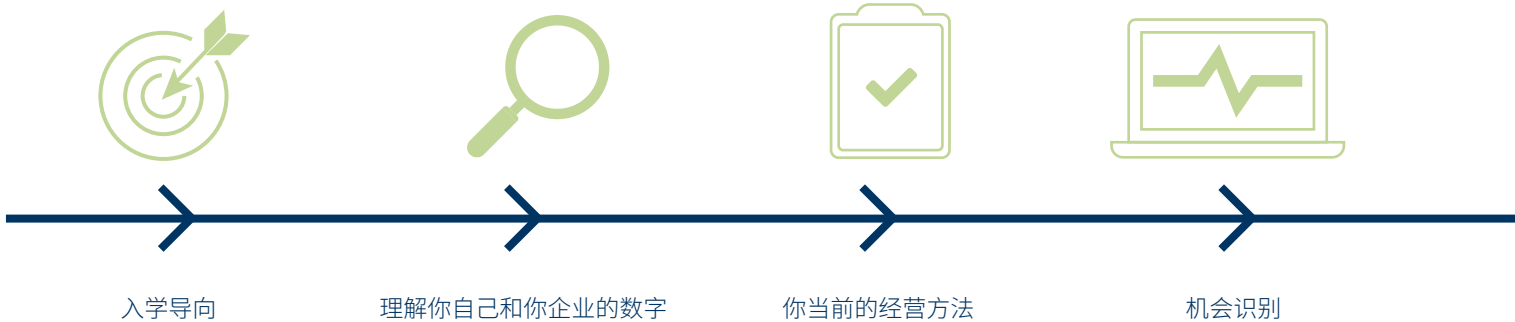 入学导向
理解你自己和你企业的数字
你当前的经营方法
机会识别